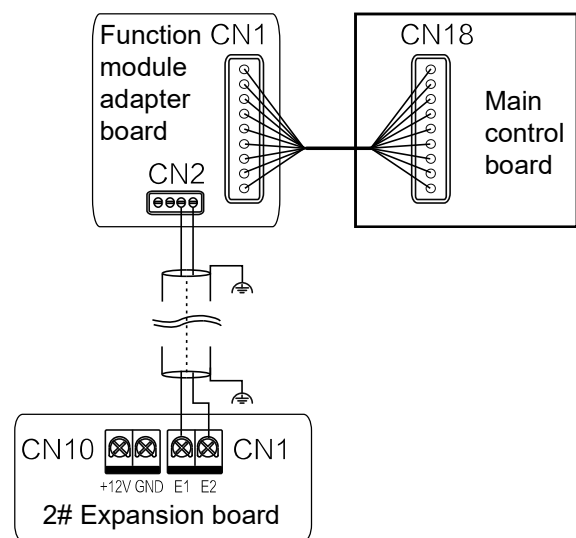 Function
module
adapter
board
CN1
CN18
Main
control
board
CN2
CN10
CN1
+12V GND E1 E2
2# Expansion board